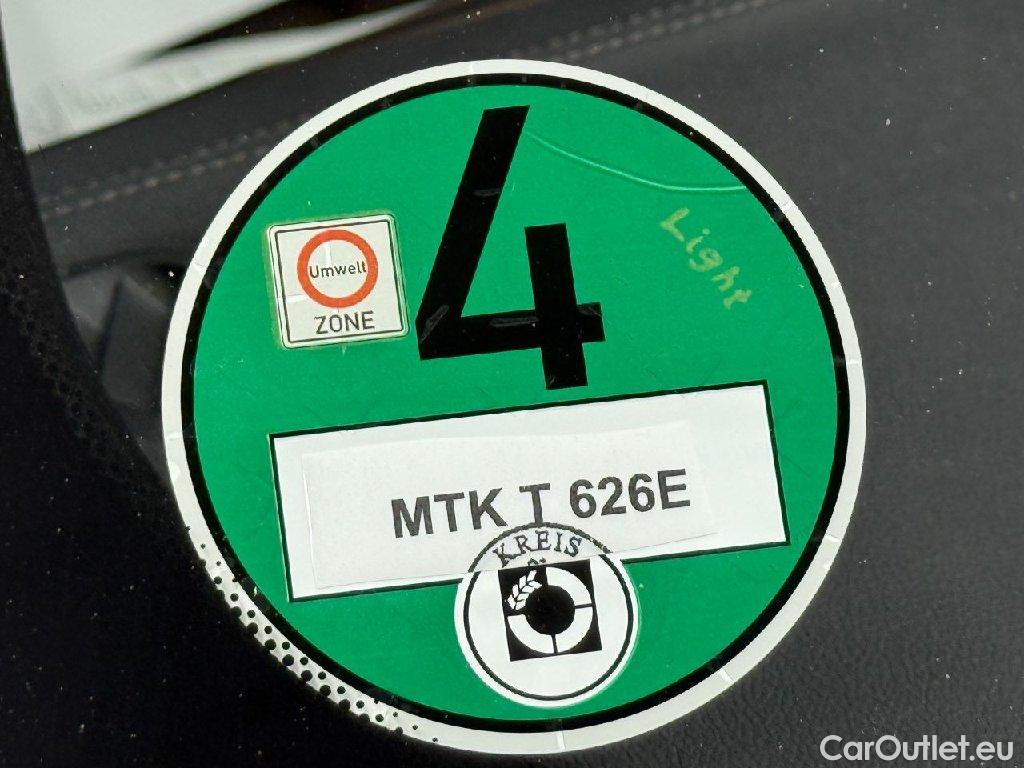 4
Umwelt
ZONE
Light
MTK T 626E
KREIS
CarOutlet.eu